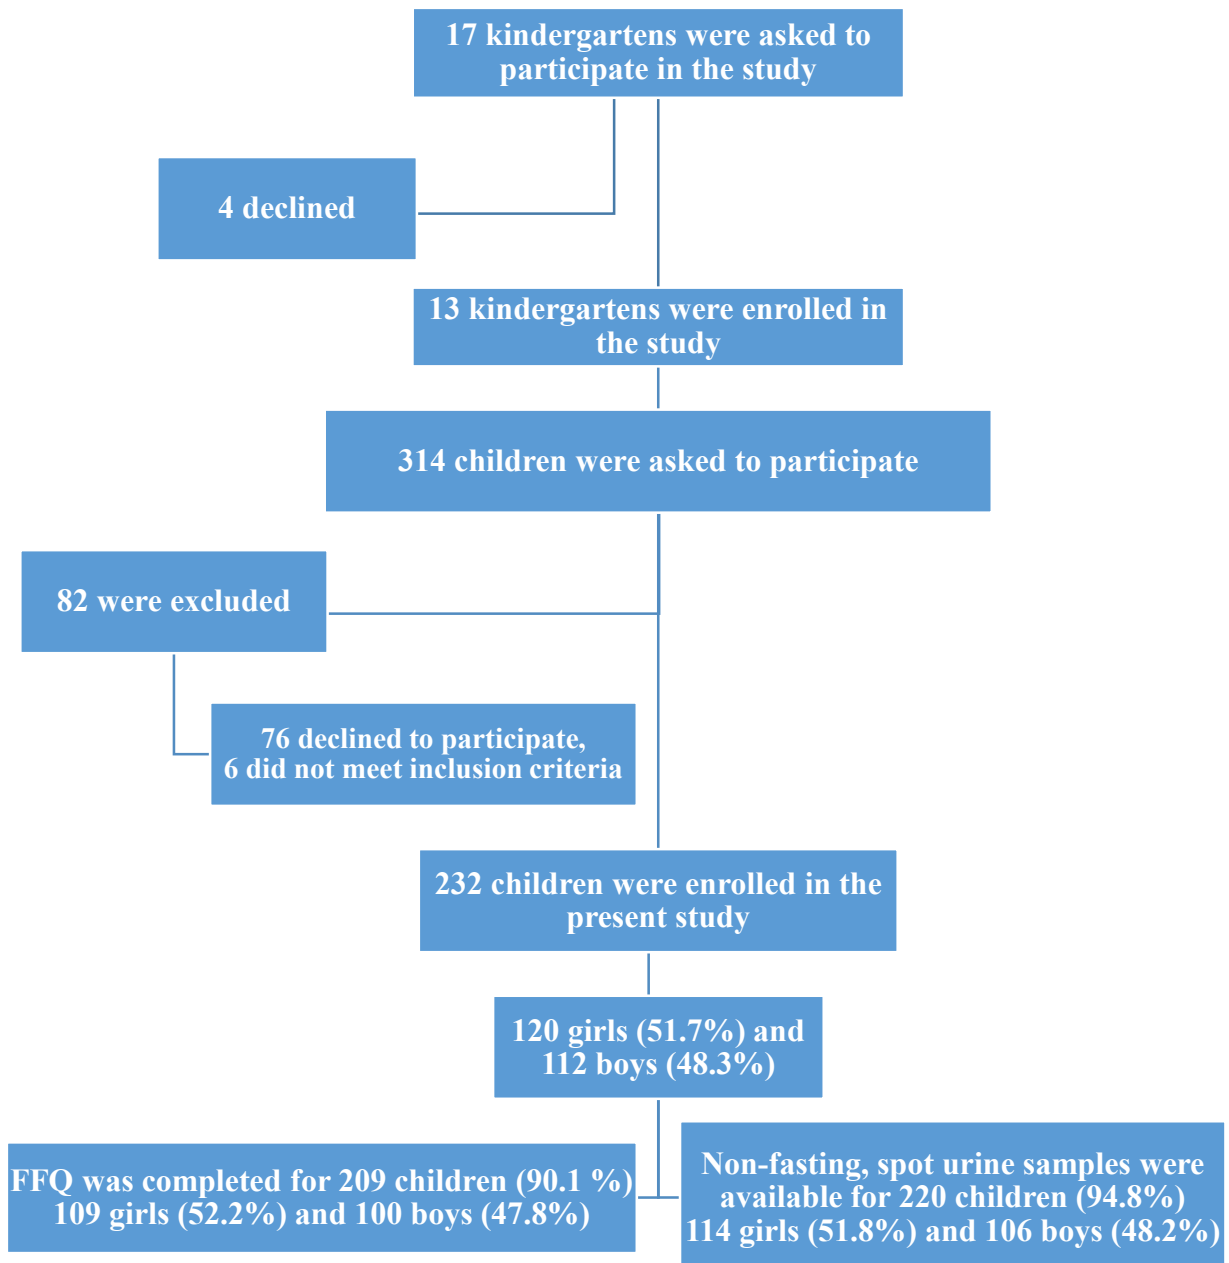 17 kindergartens were asked to
participate in the study
4 declined
13 kindergartens were enrolled in
the study
314 children were asked to participate
82 were excluded
76 declined to participate,
6 did not meet inclusion criteria
232 children were enrolled in the
present study
120 girls (51.7%) and
112 boys (48.3%)
FFQ was completed for 209 children (90.1 %)
109 girls (52.2%) and 100 boys (47.8%)
Non-fasting, spot urine samples were
available for 220 children (94.8%)
114 girls (51.8%) and 106 boys (48.2%)